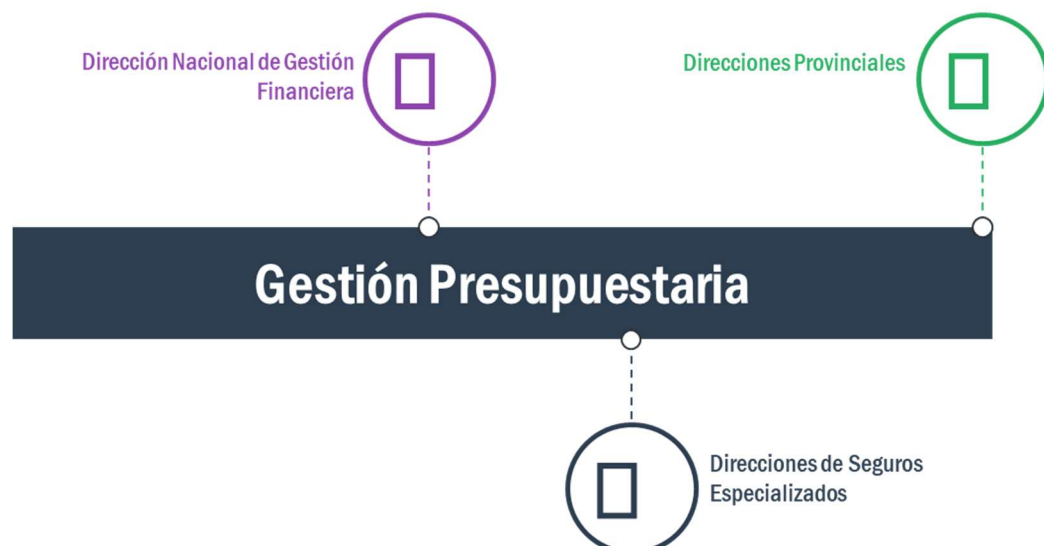 Dirección Nacional de Gestión
Financiera
Direcciones Provinciales
Gestión Presupuestaria
Direcciones de Seguros
Especializados